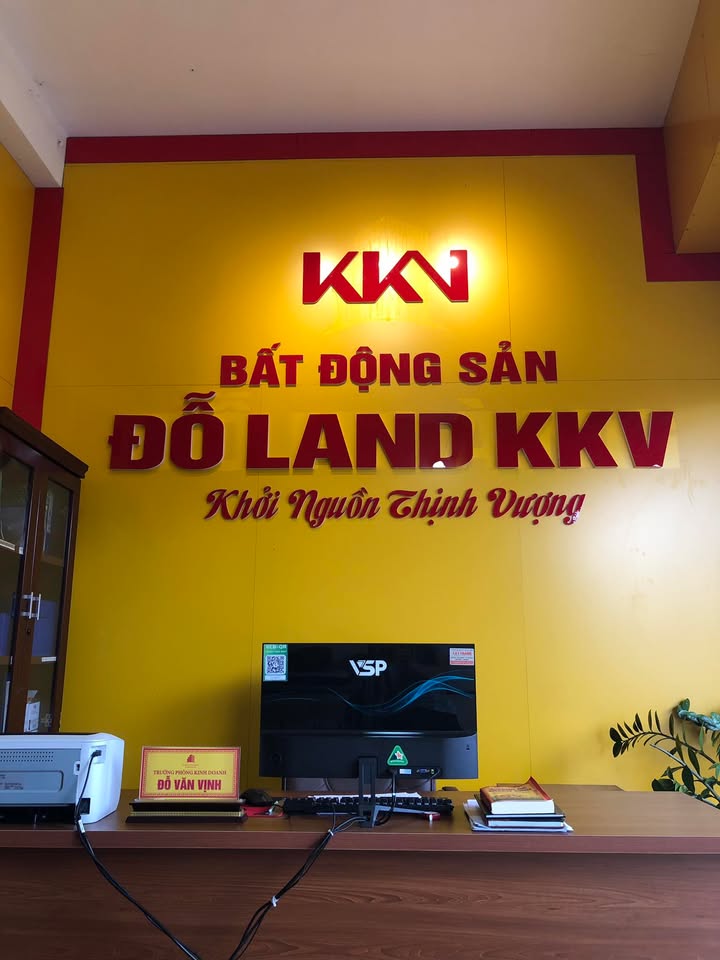 KKV
BẤT ĐỘNG SẢN
ĐỖ LAND KKV
Khởi Nguồn Thịnh Vượng
VSP
TRƯỞNG PHÒNG KINH DOANH
ĐỖ VĂN VỊNH